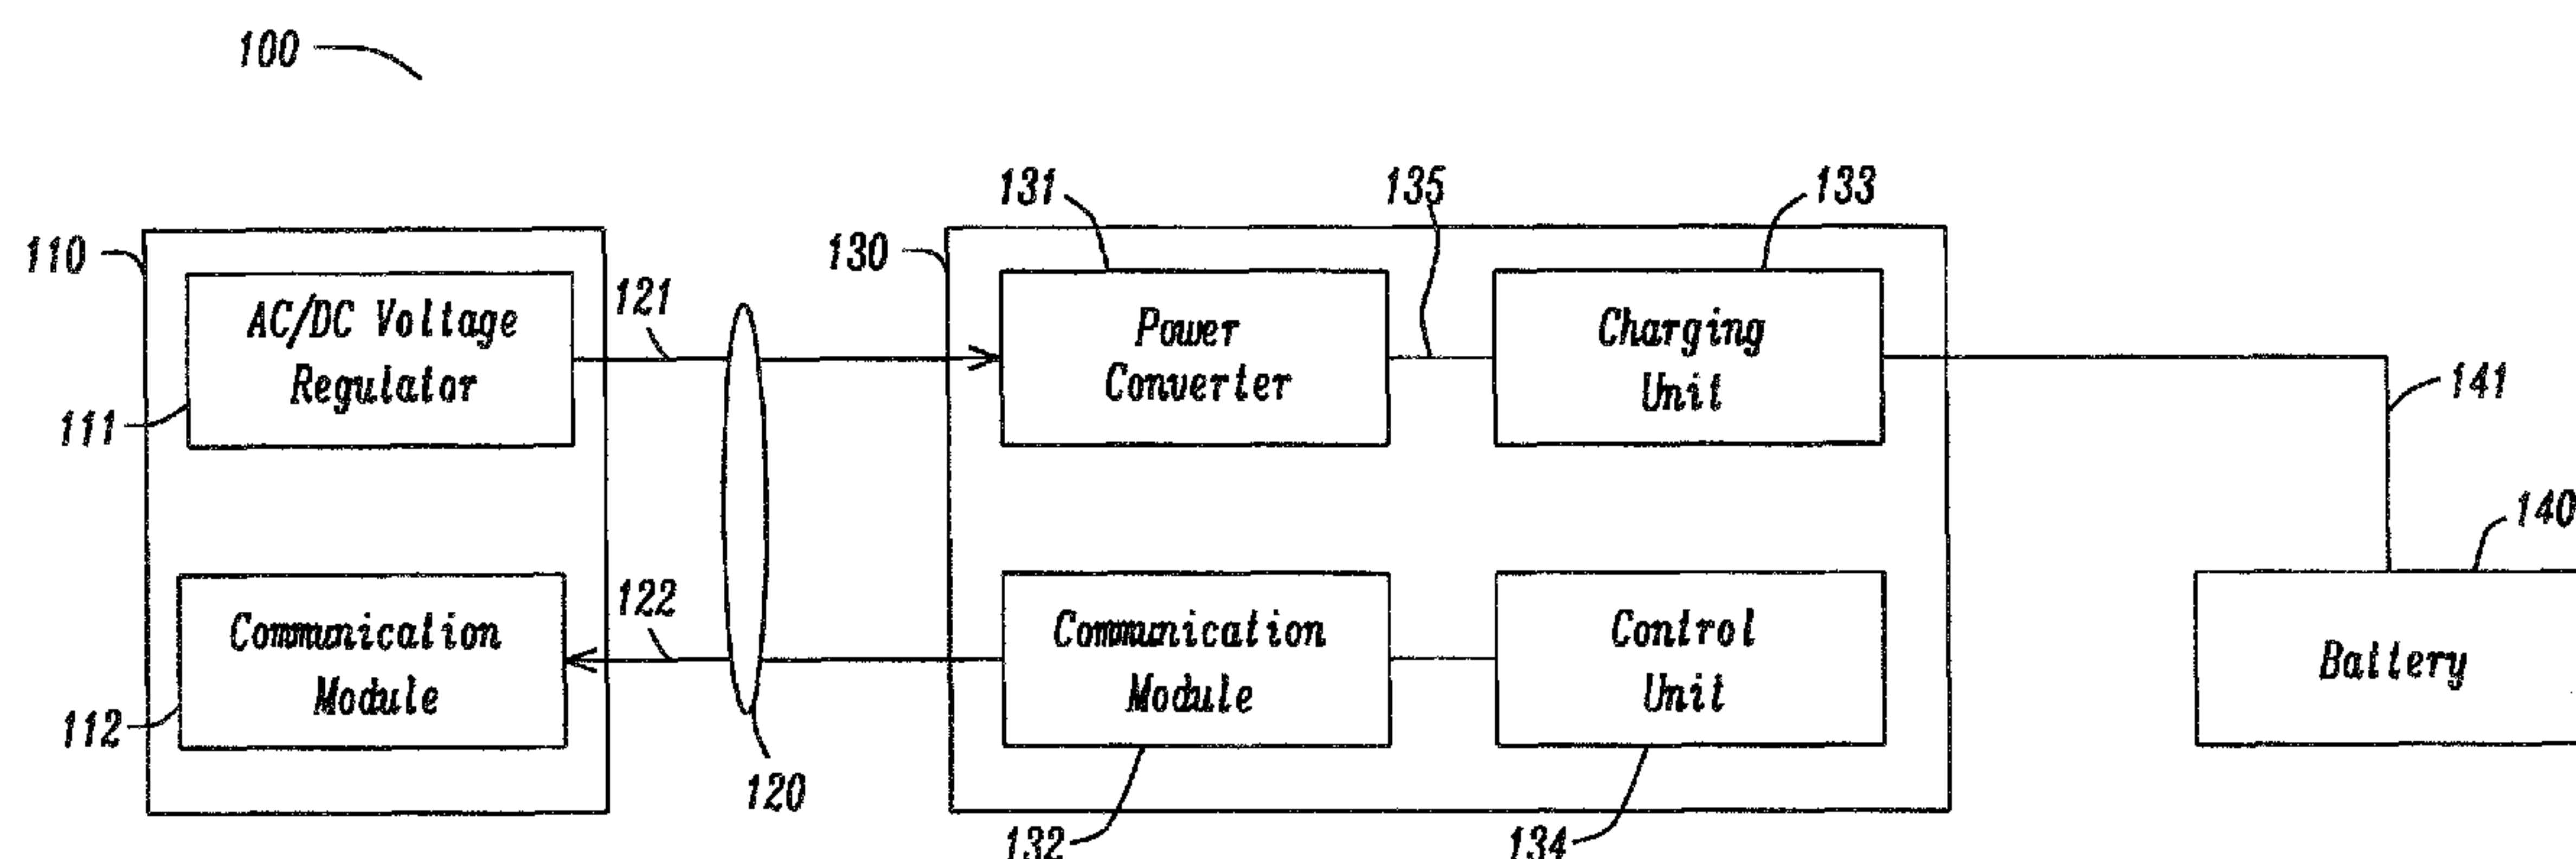 100
131
135
133
110
130
121
AC/DC Voltage
Regulator
Power
Converter
Charging
Unit
141
111
140
122
Communication
Module
Communication
Module
Control
Unit
Battery
112
120
132
134